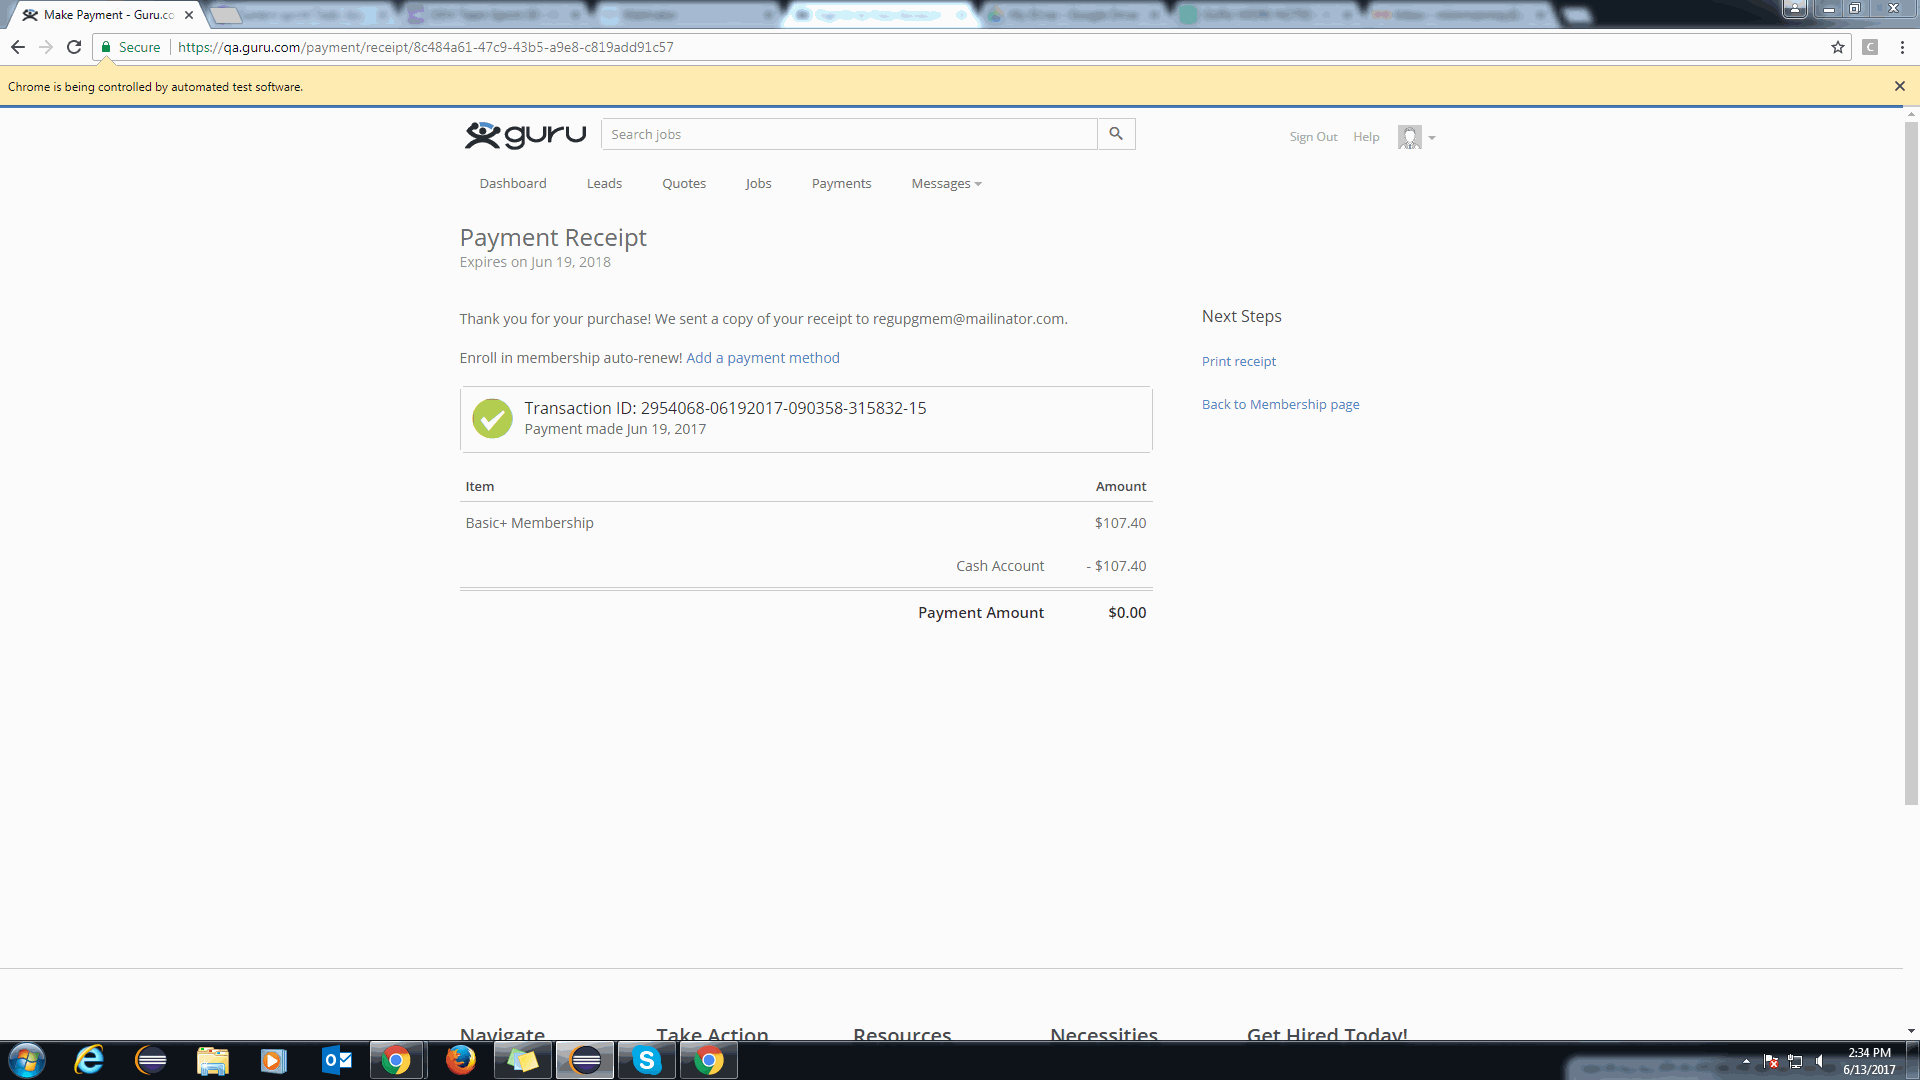 Make Payment - Guru.co
Secure
https://qa.guru.com/payment/receipt/8c484a61-47c9-43b5-a9e8-c819add91c57
C
Chrome is being controlled by automated test software.
guru
Search jobs
Sign Out
Help
Dashboard
Leads
Quotes
Jobs
Payments
Messages
Payment Receipt
Expires on Jun 19, 2018
Thank you for your purchase! We sent a copy of your receipt to regupgmem@mailinator.com.
Enroll in membership auto-renew! Add a payment method
Transaction ID: 2954068-06192017-090358-315832-15
Payment made Jun 19, 2017
Item Amount
Basic+ Membership $107.40
Cash Account - $107.40
Payment Amount $0.00
Next Steps
Print receipt
Back to Membership page
Navigate
Take Action
Resources
Necessities
Get Hired Today!
2:34 PM
6/13/2017